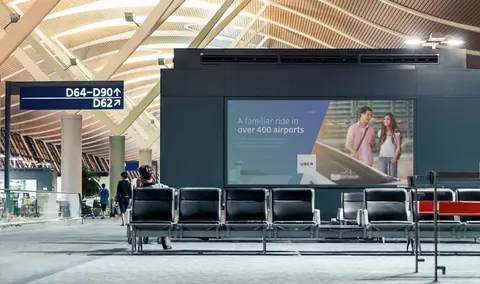 D64-D90↑
D62↗
A familiar ride in
over 400 airports
UBER